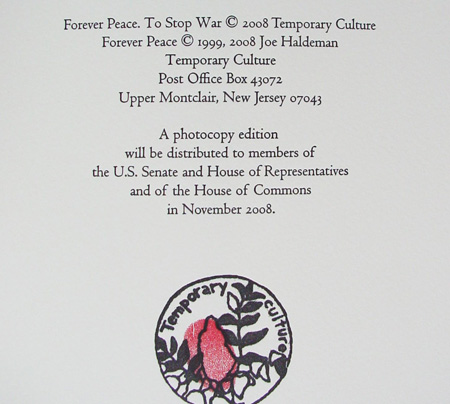 Forever Peace. To Stop War © 2008 Temporary Culture
Forever Peace © 1999, 2008 Joe Haldeman
Temporary Culture
Post Office Box 43072
Upper Montclair, New Jersey 07043
A photocopy edition
will be distributed to members of
the U.S. Senate and House of Representatives
and of the House of Commons
in November 2008.
Temporary culture